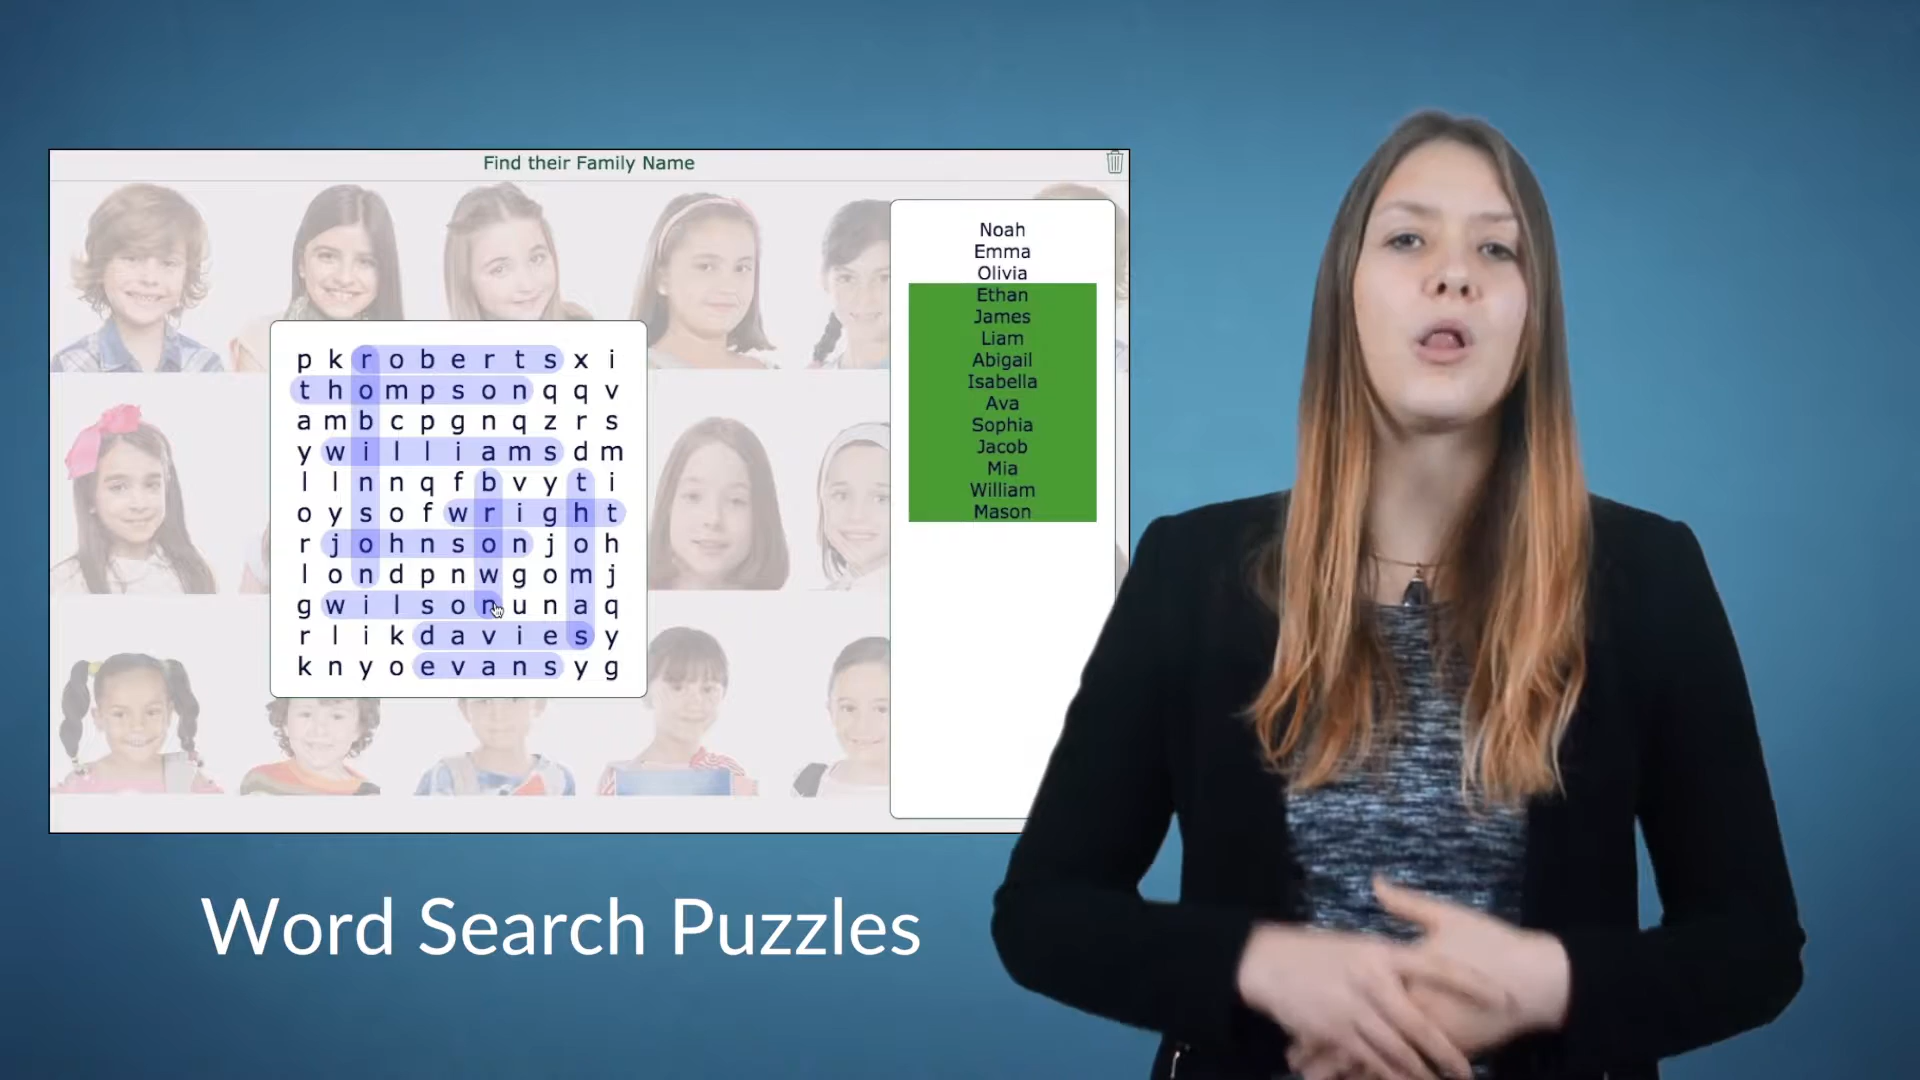 Find their Family Name
p k r o b e r t s x i
t h o m p s o n q q v
a m b c p g n q z r s
y w i l l i a m s d m
l l n n q f b v y t i
o y s o f w r i g h t
r j o h n s o n j o h
l o n d p n w g o m j
g w i l s o n u n a q
r l i k d a v i e s y
k n y o e v a n s y g
Noah
Emma
Olivia
Ethan
James
Liam
Abigail
Isabella
Ava
Sophia
Jacob
Mia
William
Mason
Word Search Puzzles